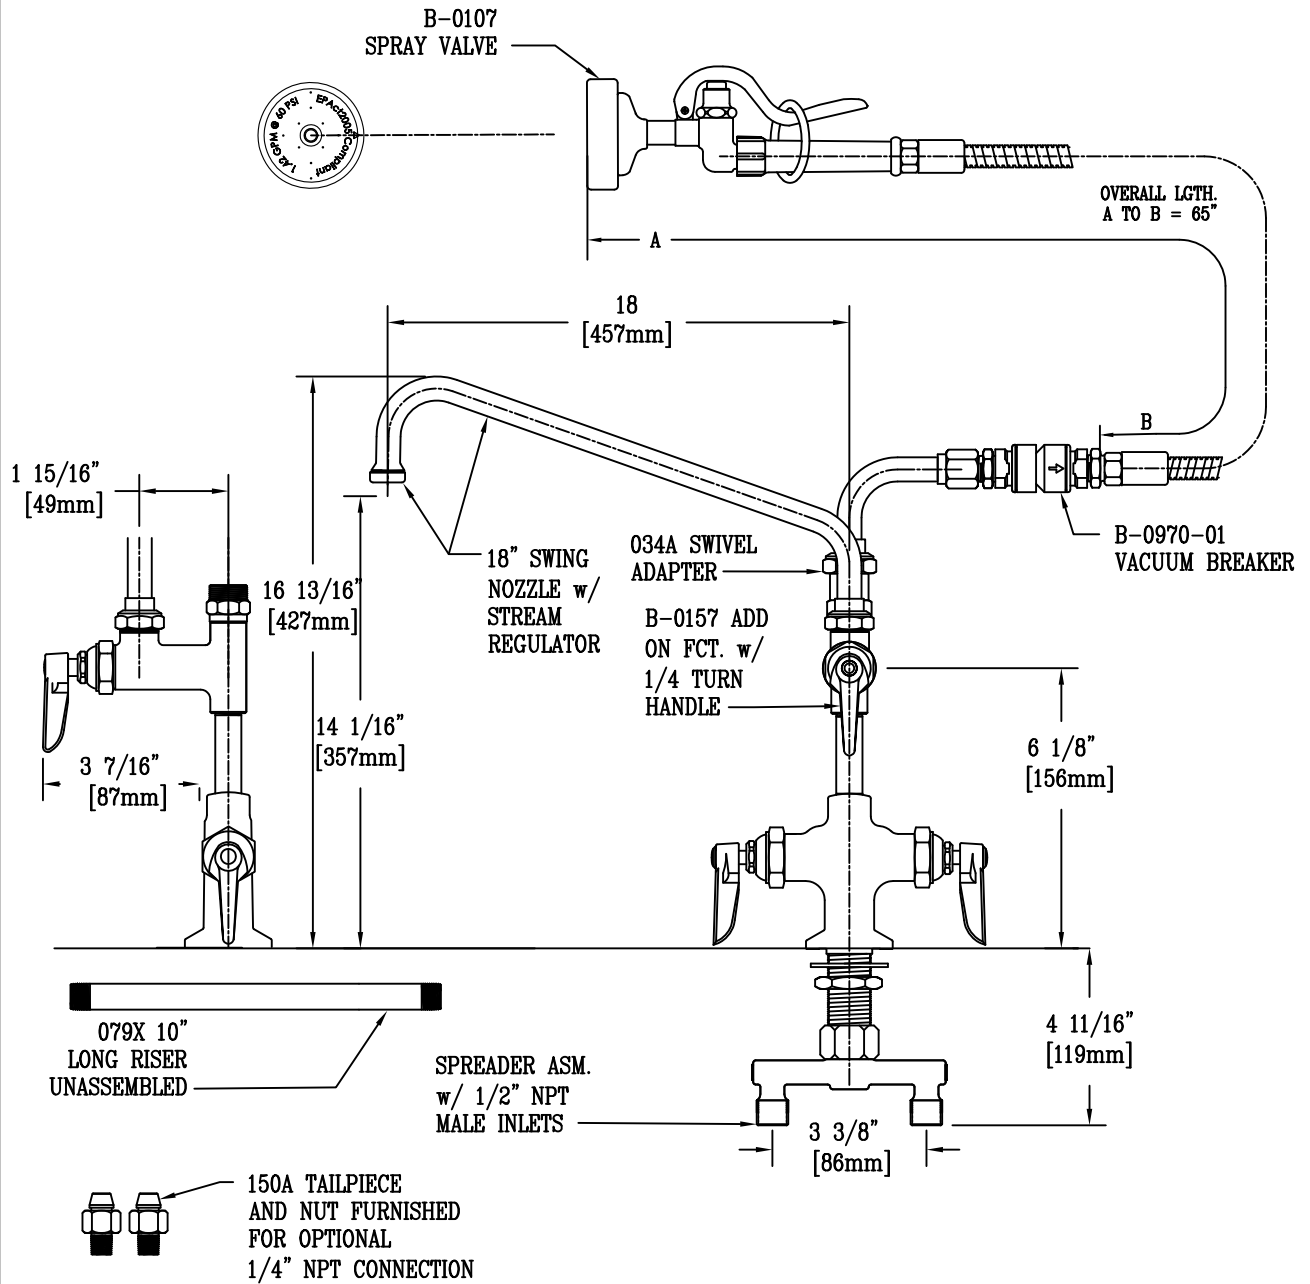 B-0107
SPRAY VALVE
EPAct2005 Compliant
1.42 GPM @ 60 PSI
OVERALL LGTH.
A TO B = 65"
A
18
[457mm]
B
1 15/16"
[49mm]
B-0970-01
VACUUM BREAKER
034A SWIVEL
ADAPTER
18" SWING
NOZZLE w/
STREAM
REGULATOR
16 13/16"
[427mm]
B-0157 ADD
ON FCT. w/
1/4 TURN
HANDLE
14 1/16"
[357mm]
3 7/16"
[87mm]
6 1/8"
[156mm]
079X 10"
LONG RISER
UNASSEMBLED
4 11/16"
[119mm]
SPREADER ASM.
w/ 1/2" NPT
MALE INLETS
3 3/8"
[86mm]
150A TAILPIECE
AND NUT FURNISHED
FOR OPTIONAL
1/4" NPT CONNECTION